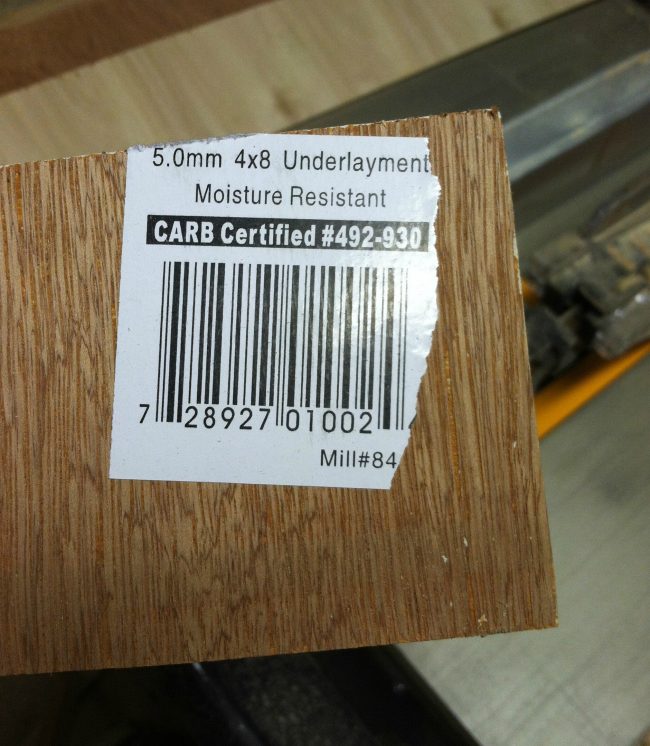 5.0mm 4x8 Underlayment
Moisture Resistant
CARB Certified #492-930
7 28927 01002
Mill#84